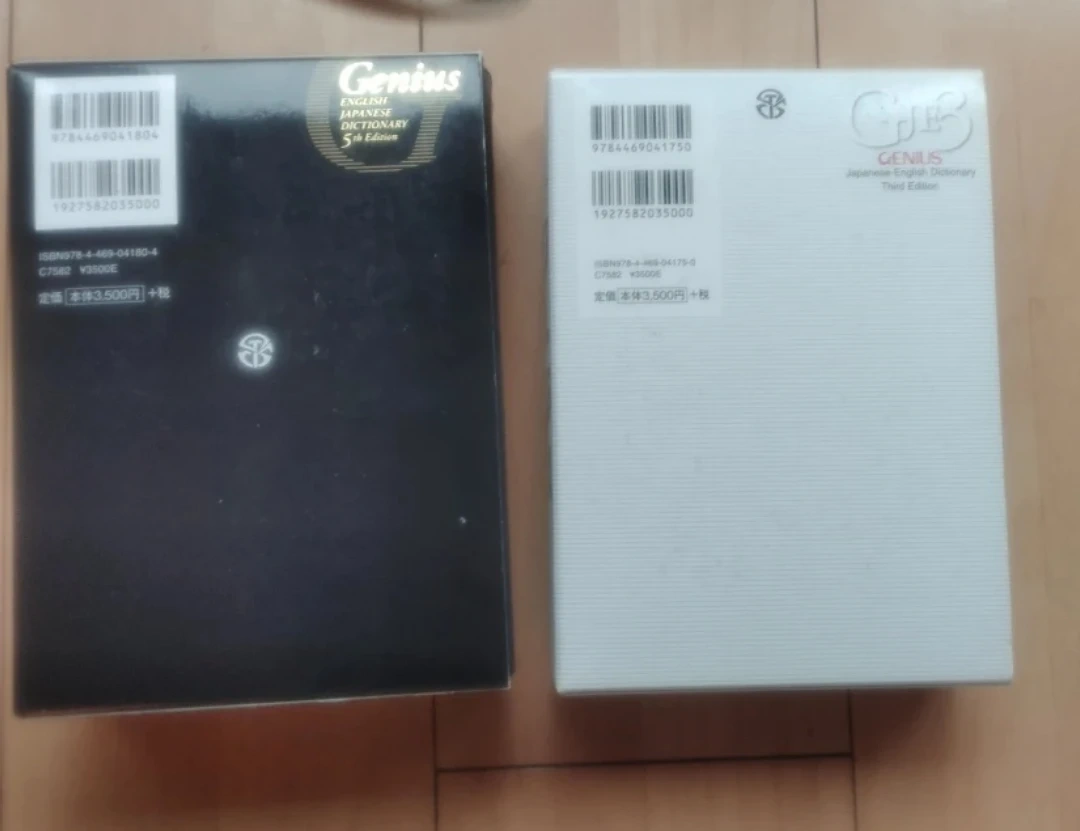 9784469041804
1927582035000
ISBN978-4-469-04180-4
C7582 ¥3500E
定価 本体3,500円 +税
Genius
ENGLISH
JAPANESE
DICTIONARY
5th Edition
9784469041750
1927582035000
ISBN978-4-469-04175-0
C7582 ¥3500E
定価 本体3,500円 +税
GENIUS
Japanese-English Dictionary
Third Edition